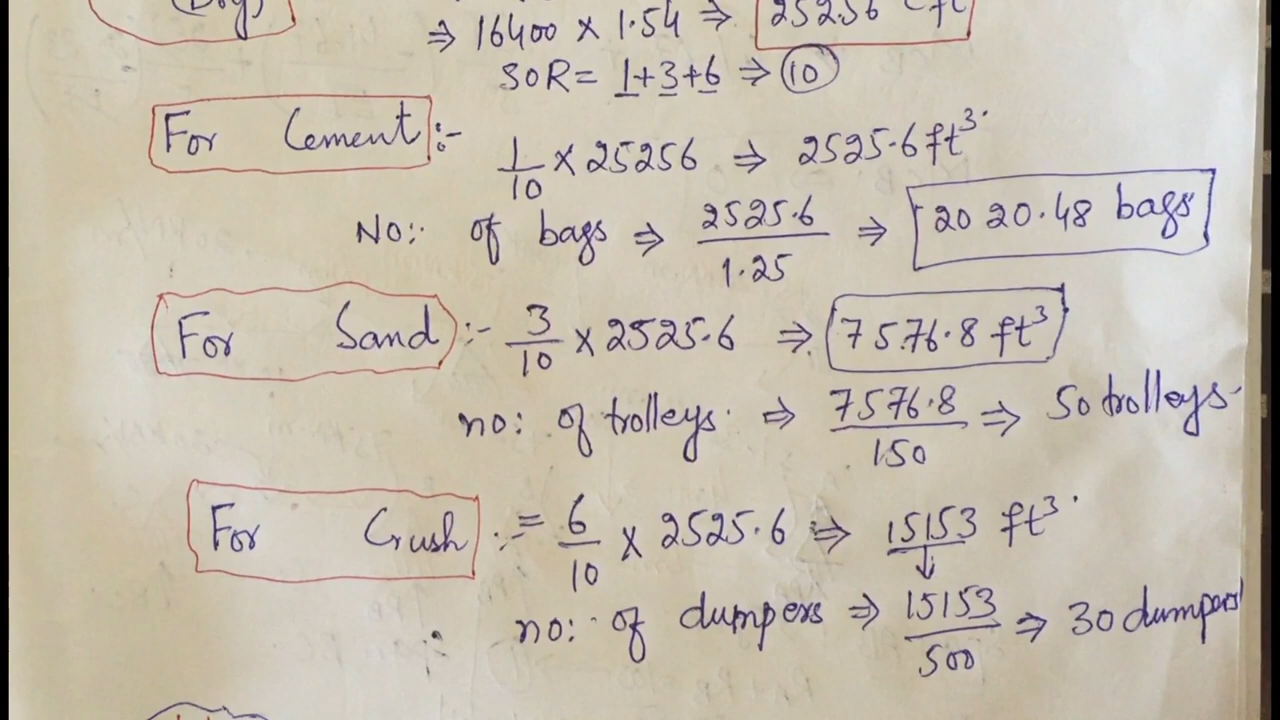 (Dry)
⇒ 16400 × 1.54 ⇒ 25256 ft
SOR = 1+3+6 ⇒ 10
For Cement :-
1/10 × 25256 ⇒ 2525.6 ft³.
No:. of bags ⇒ 2525.6/1.25 ⇒ 2020.48 bags
For Sand :- 3/10 × 2525.6 ⇒ 7576.8 ft³
no: of trolleys. ⇒ 7576.8/150 ⇒ 50 trolleys.
For Crush :- = 6/10 × 2525.6 ⇒ 15153 ft³.
no:. of dumpers ⇒ 15153/500 ⇒ 30 dumpers